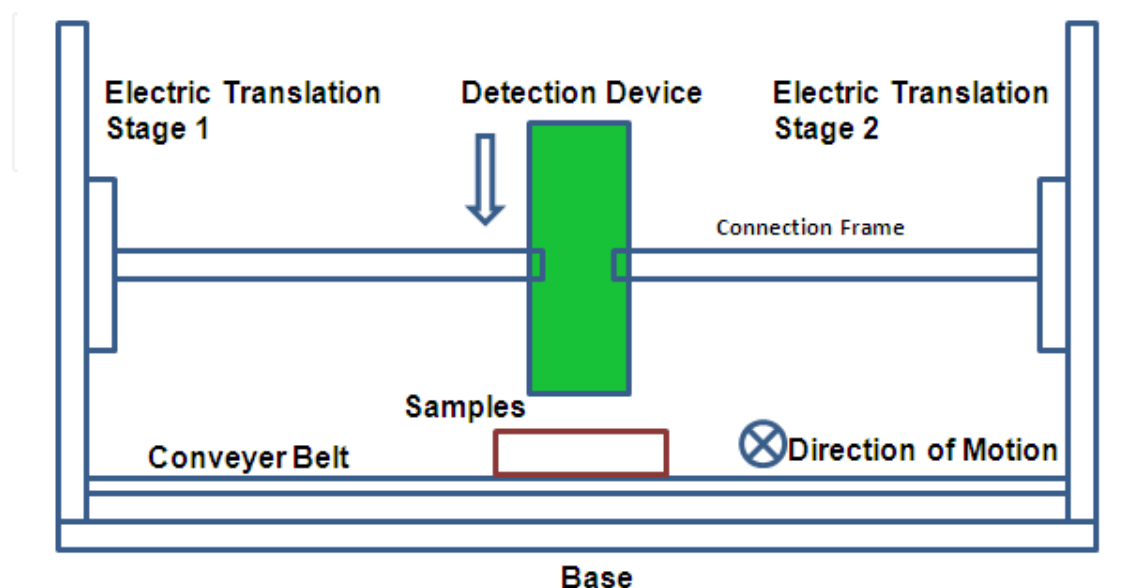 Electric Translation
Stage 1
Detection Device
Electric Translation
Stage 2
Connection Frame
Samples
Conveyer Belt
Direction of Motion
Base